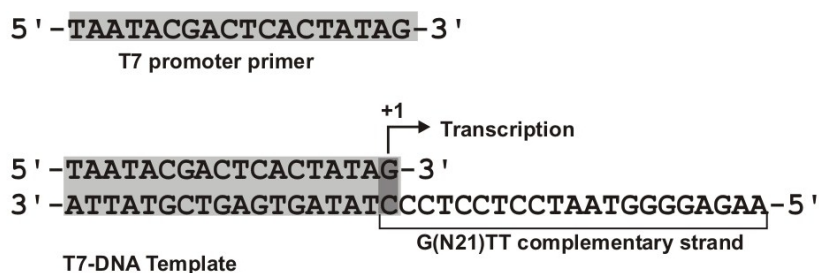 5'-TAATACGACTCACTATAG-3'
T7 promoter primer
+1
Transcription
5'-TAATACGACTCACTATAG-3'
3'-ATTATGCTGAGTGATATCCCTCCTCCTAATGGGGAGAA-5'
G(N21)TT complementary strand
T7-DNA Template